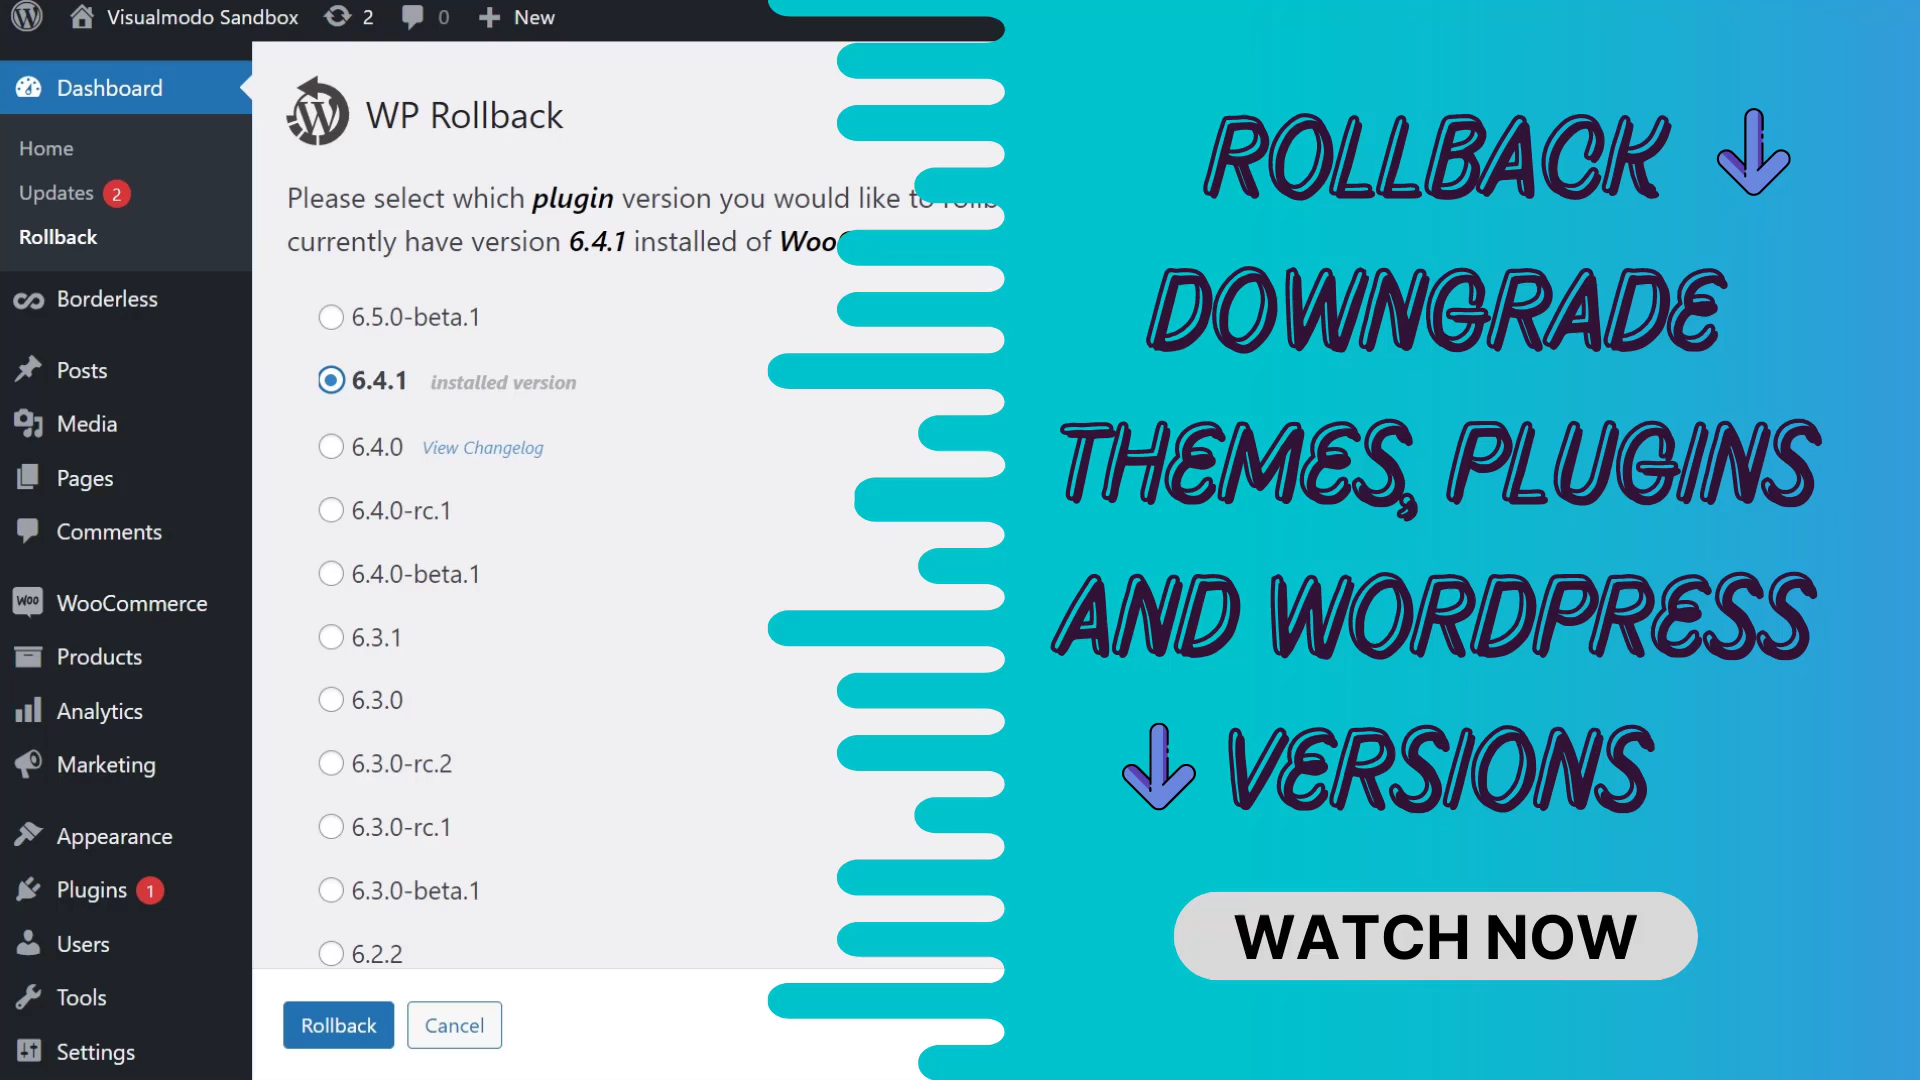 Visualmodo Sandbox 2 0 New
Dashboard
Home
Updates 2
Rollback
Borderless
Posts
Media
Pages
Comments
Woo WooCommerce
Products
Analytics
Marketing
Appearance
Plugins 1
Users
Tools
Settings
WP Rollback
Please select which plugin version you would like to
currently have version 6.4.1 installed of Woo
6.5.0-beta.1
6.4.1 installed version
6.4.0 View Changelog
6.4.0-rc.1
6.4.0-beta.1
6.3.1
6.3.0
6.3.0-rc.2
6.3.0-rc.1
6.3.0-beta.1
6.2.2
Rollback Cancel
ROLLBACK
DOWNGRADE
THEMES, PLUGINS
AND WORDPRESS
VERSIONS
WATCH NOW